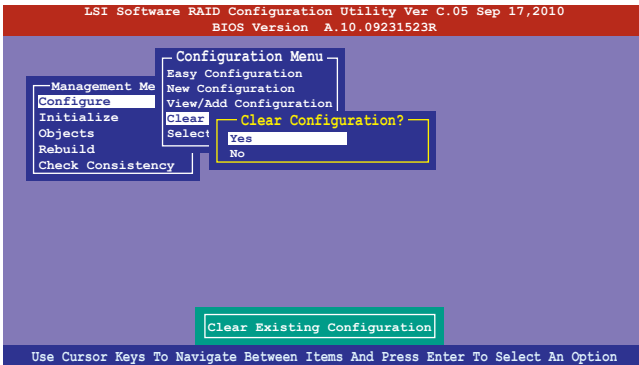 LSI Software RAID Configuration Utility Ver C.05 Sep 17,2010
BIOS Version A.10.09231523R
Configuration Menu
Easy Configuration
New Configuration
View/Add Configuration
Clear
Select
Management Me
Configure
Initialize
Objects
Rebuild
Check Consistency
Clear Configuration?
Yes
No
Clear Existing Configuration
Use Cursor Keys To Navigate Between Items And Press Enter To Select An Option